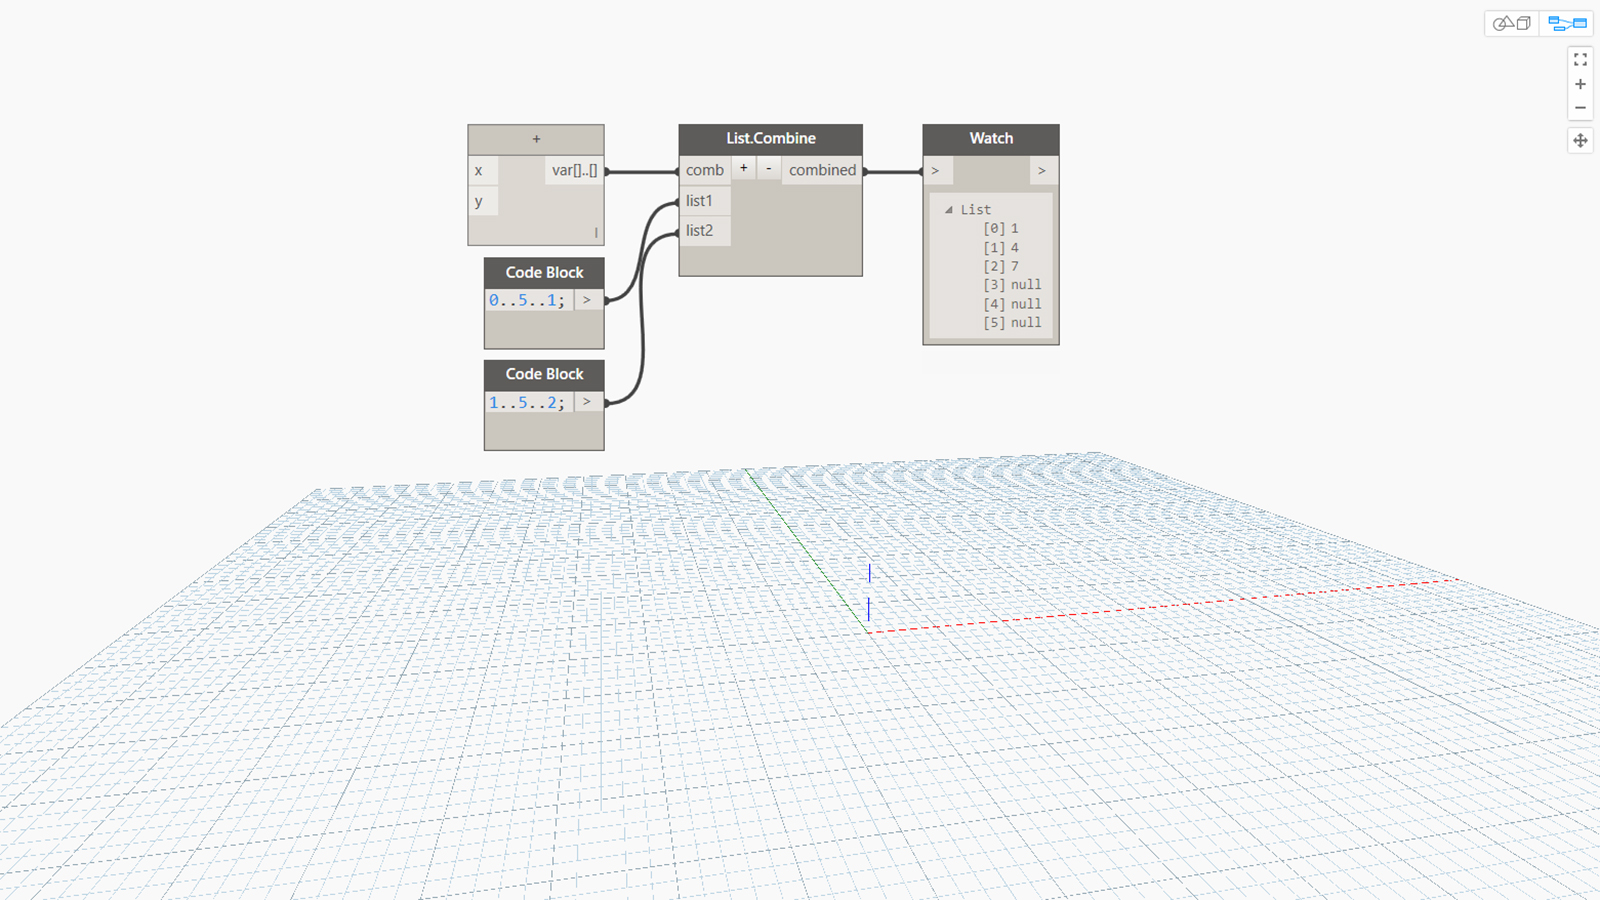 +
x var[]..[]
y
l
List.Combine
comb + - combined
list1
list2
Watch
> >
List
[0] 1
[1] 4
[2] 7
[3] null
[4] null
[5] null
Code Block
0..5..1; >
Code Block
1..5..2; >
+
-